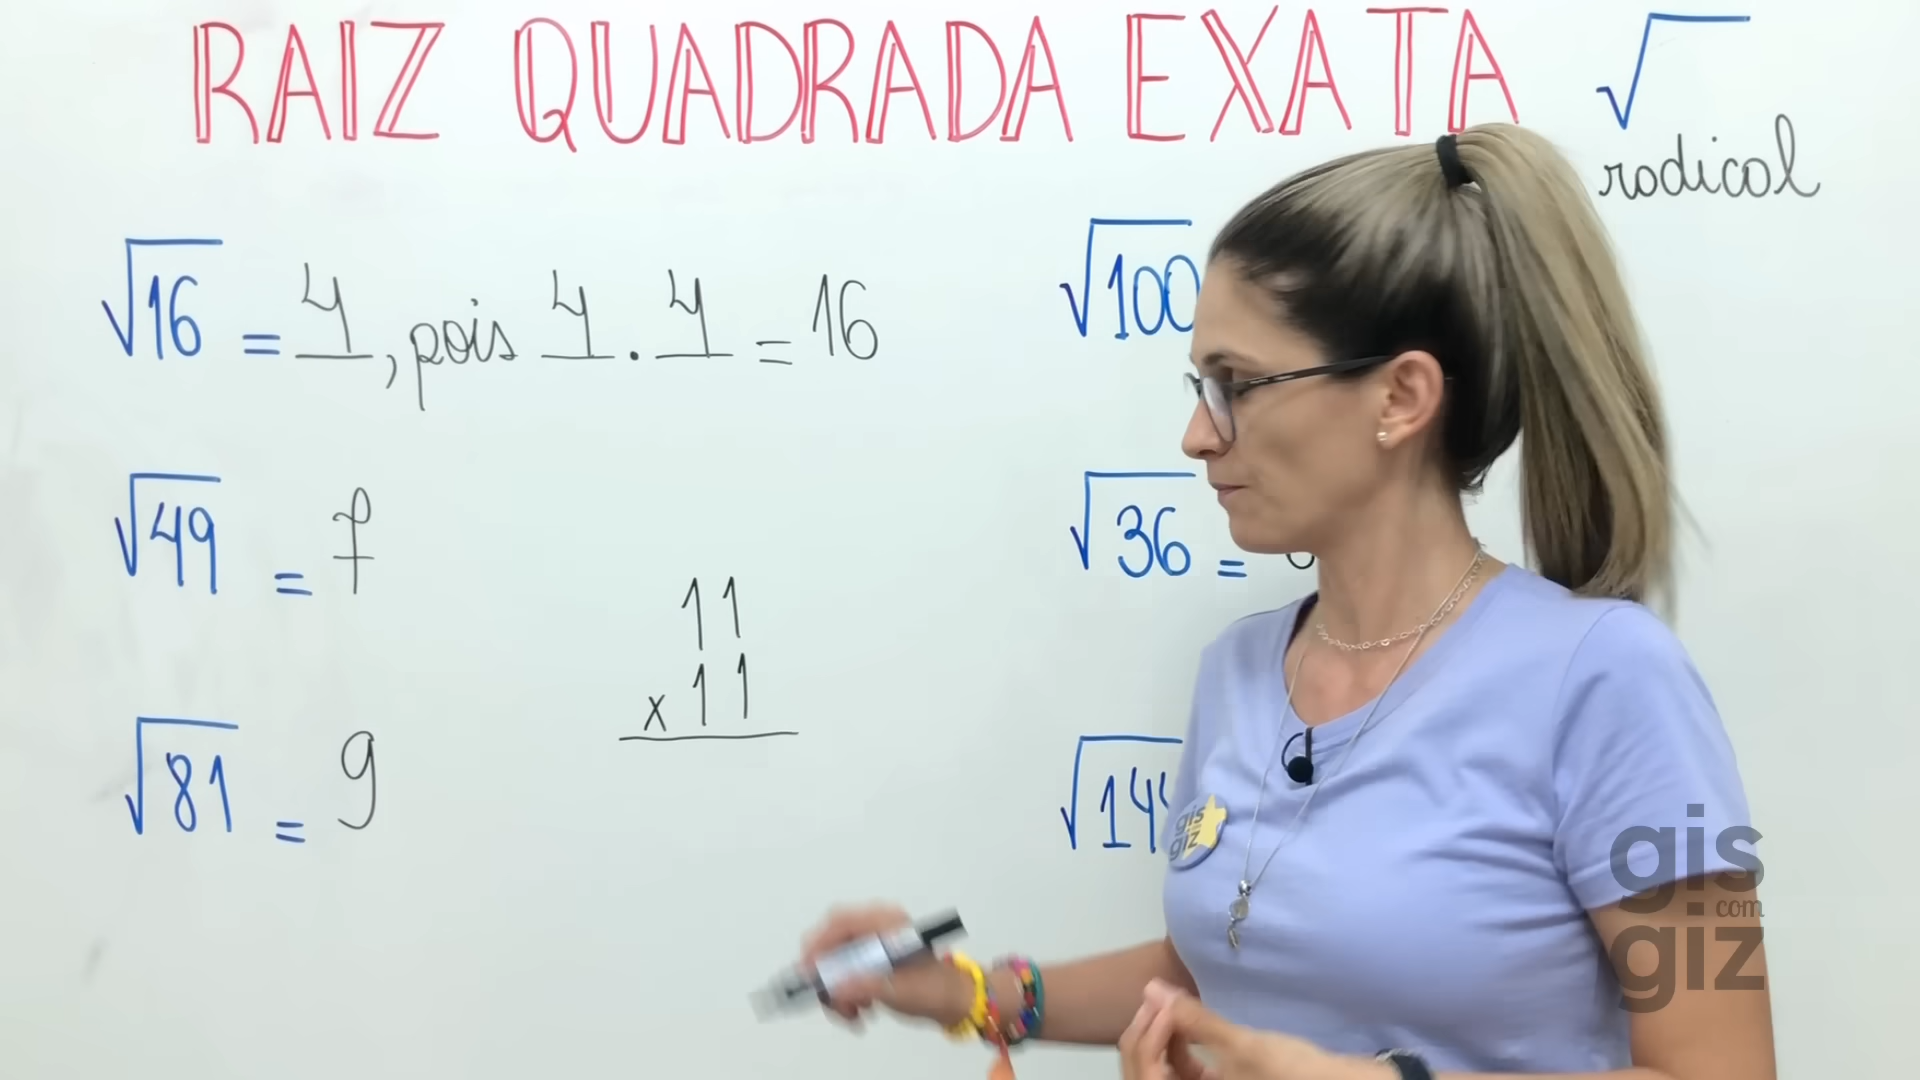 RAIZ QUADRADA EXATA √
radical
√16 = 4, pois 4 . 4 = 16
√100
√49 = 7
√36 =
11
x 11
√81 = 9
√14
gis
giz
gis
com
giz